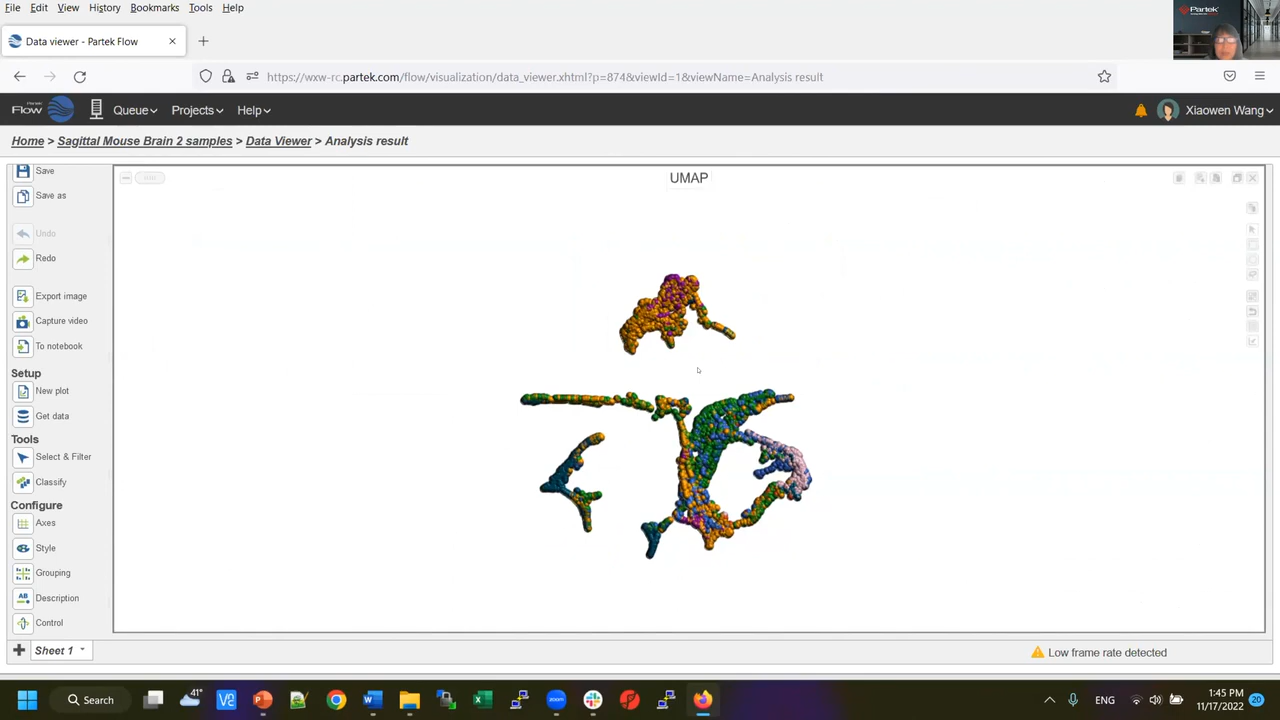 File Edit View History Bookmarks Tools Help
Partek
Data viewer - Partek Flow
https://wxw-rc.partek.com/flow/visualization/data_viewer.xhtml?p=874&viewId=1&viewName=Analysis result
Partek
Flow
Queue Projects Help
Xiaowen Wang
Home > Sagittal Mouse Brain 2 samples > Data Viewer > Analysis result
Save
UMAP
Save as
Undo
Redo
Export image
Capture video
To notebook
Setup
New plot
Get data
Tools
Select & Filter
Classify
Configure
Axes
Style
Grouping
AB
Description
Control
Sheet 1
Low frame rate detected
Search
41°
ENG
1:45 PM
11/17/2022
20